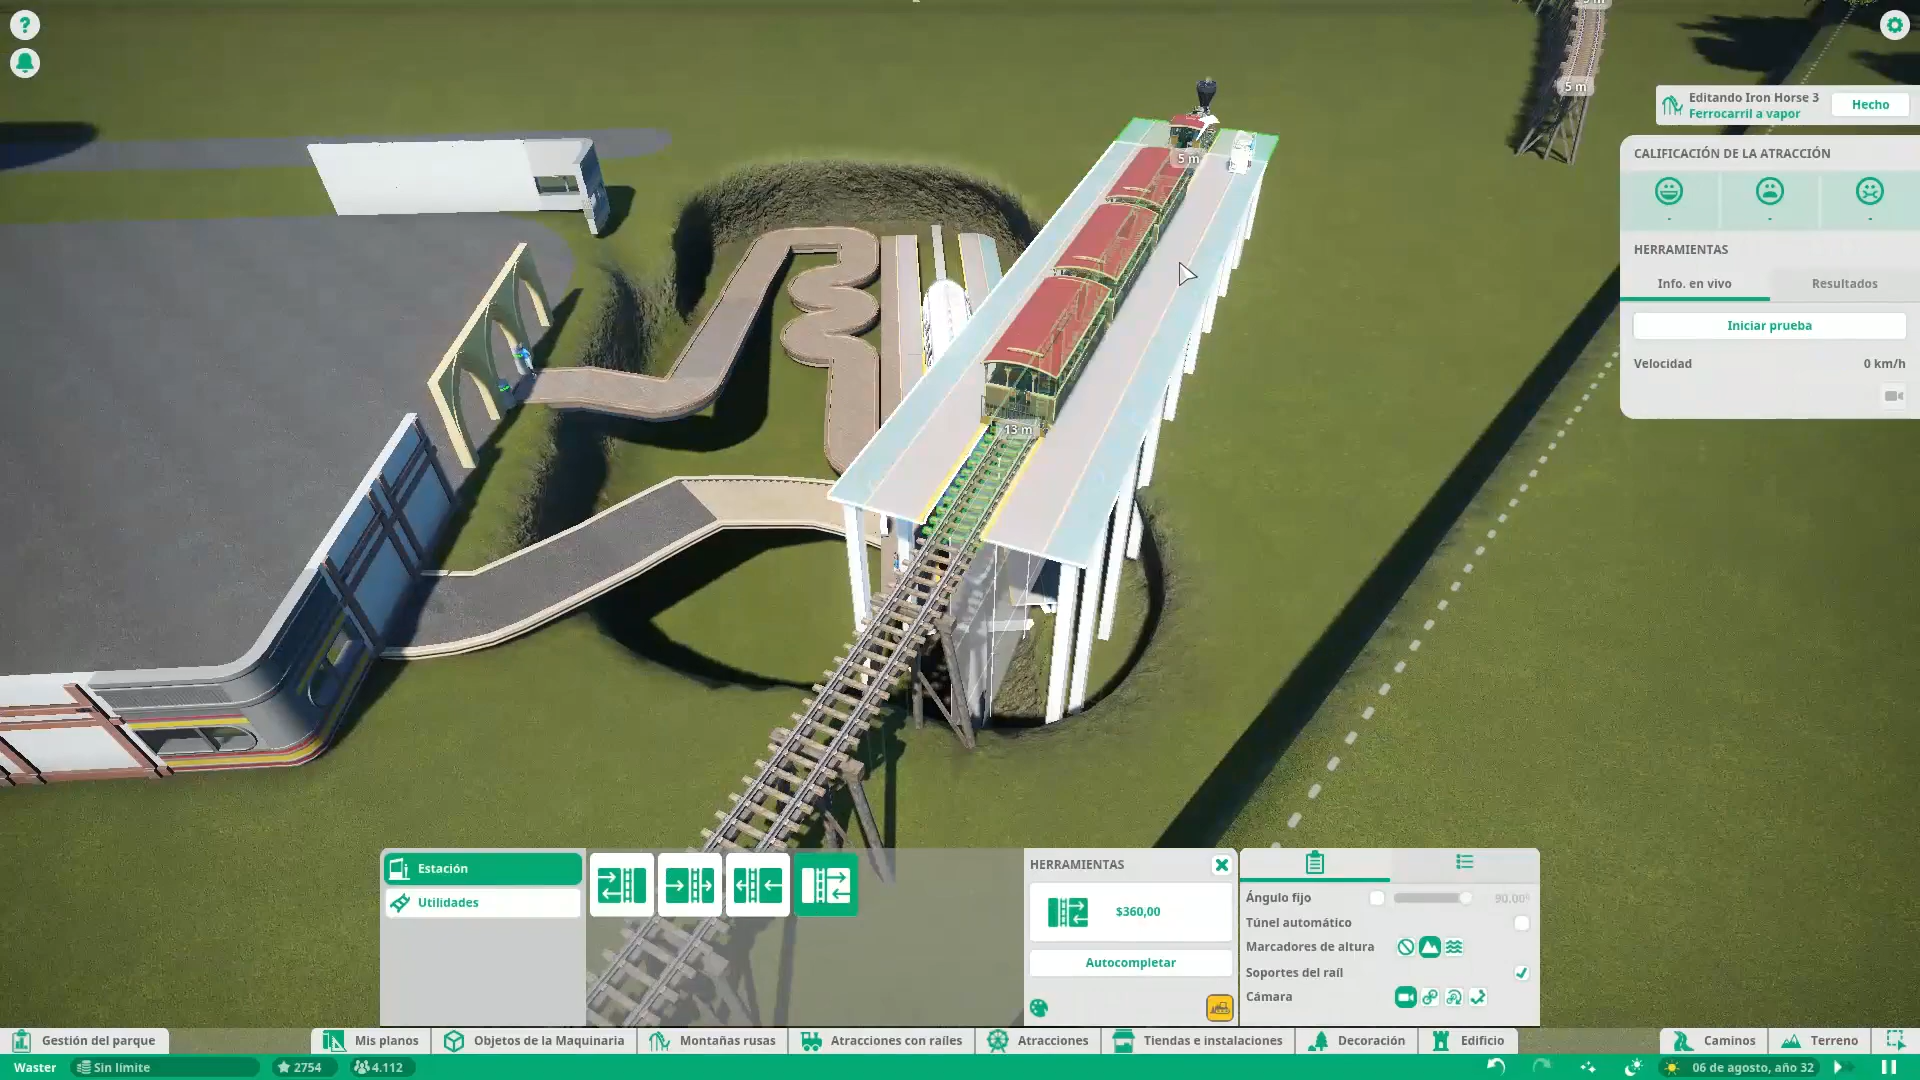 5 m
5 m
5 m
13 m
Editando Iron Horse 3
Ferrocarril a vapor
Hecho
CALIFICACIÓN DE LA ATRACCIÓN
- - -
HERRAMIENTAS
Info. en vivo
Resultados
Iniciar prueba
Velocidad 0 km/h
Estación
Utilidades
HERRAMIENTAS
$360,00
Autocompletar
Ángulo fijo 90.00º
Túnel automático
Marcadores de altura
Soportes del raíl
Cámara
Gestión del parque
Mis planos
Objetos de la Maquinaria
Montañas rusas
Atracciones con raíles
Atracciones
Tiendas e instalaciones
Decoración
Edificio
Caminos
Terreno
Waster
Sin límite
2754
4.112
06 de agosto, año 32